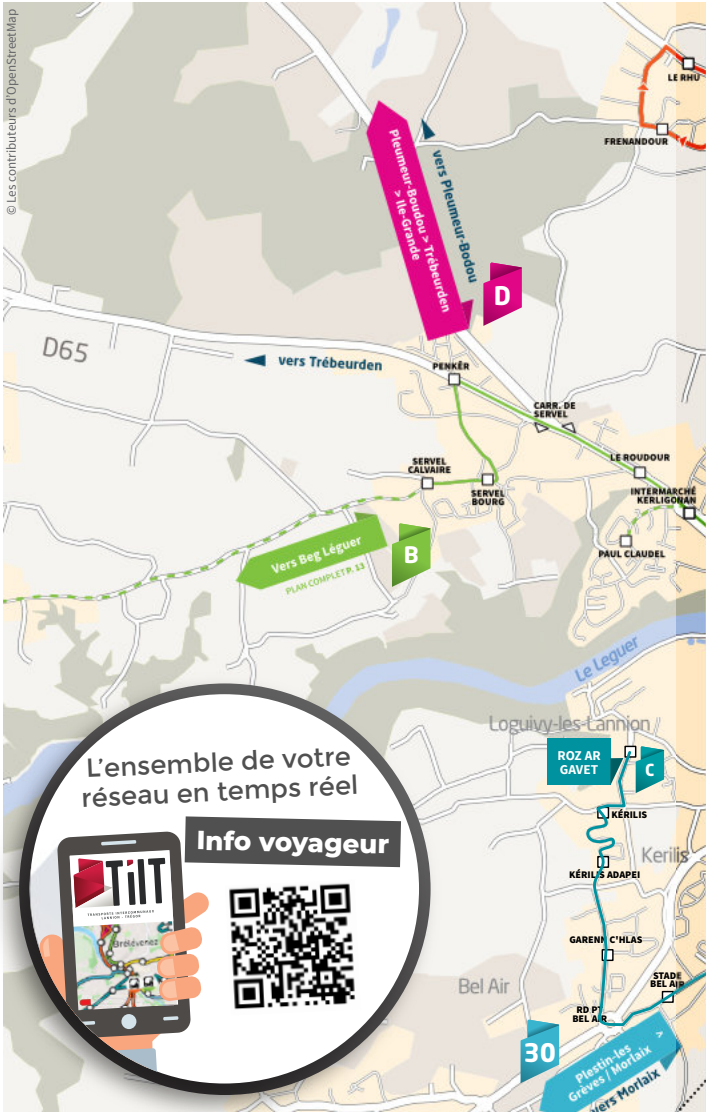 © Les contributeurs d'OpenStreetMap
LE RHU
FRENANDOUR
Pleumeur-Boudou > Trébeurden
> Ile-Grande
vers Pleumeur-Bodou
D
D65
vers Trébeurden
PENKÊR
CARR. DE
SERVEL
LE ROUDOUR
SERVEL
CALVAIRE
SERVEL
BOURG
INTERMARCHÉ
KERLIGONAN
PAUL CLAUDEL
Vers Beg Léguer
PLAN COMPLET P. 13
B
Le Leguer
Loguivy-les-Lannion
ROZ AR
GAVET
C
KÉRILIS
Kerilis
KÉRILIS ADAPEI
GARENN C'HLAS
Bel Air
STADE
BEL AIR
RD PT
BEL AIR
30
Plestin-les
Grèves / Morlaix >
vers Morlaix
L'ensemble de votre
réseau en temps réel
Info voyageur
TILT
TRANSPORTS INTERCOMMUNAUX
LANNION - TRÉGOR
Brélévenez